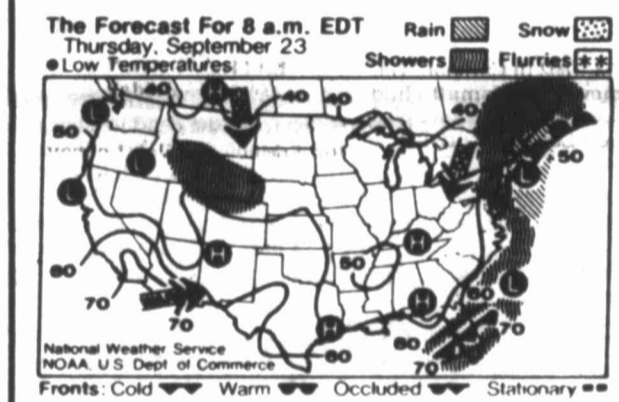 The Forecast For 8 a.m. EDT
Thursday, September 23
● Low Temperatures
Rain
Snow
Showers
Flurries
40
40
40
40
50
50
50
60
70
70
60
60
60
70
70
H
H
H
H
H
L
L
L
L
L
National Weather Service
NOAA, U.S. Dept. of Commerce
Fronts: Cold
Warm
Occluded
Stationary